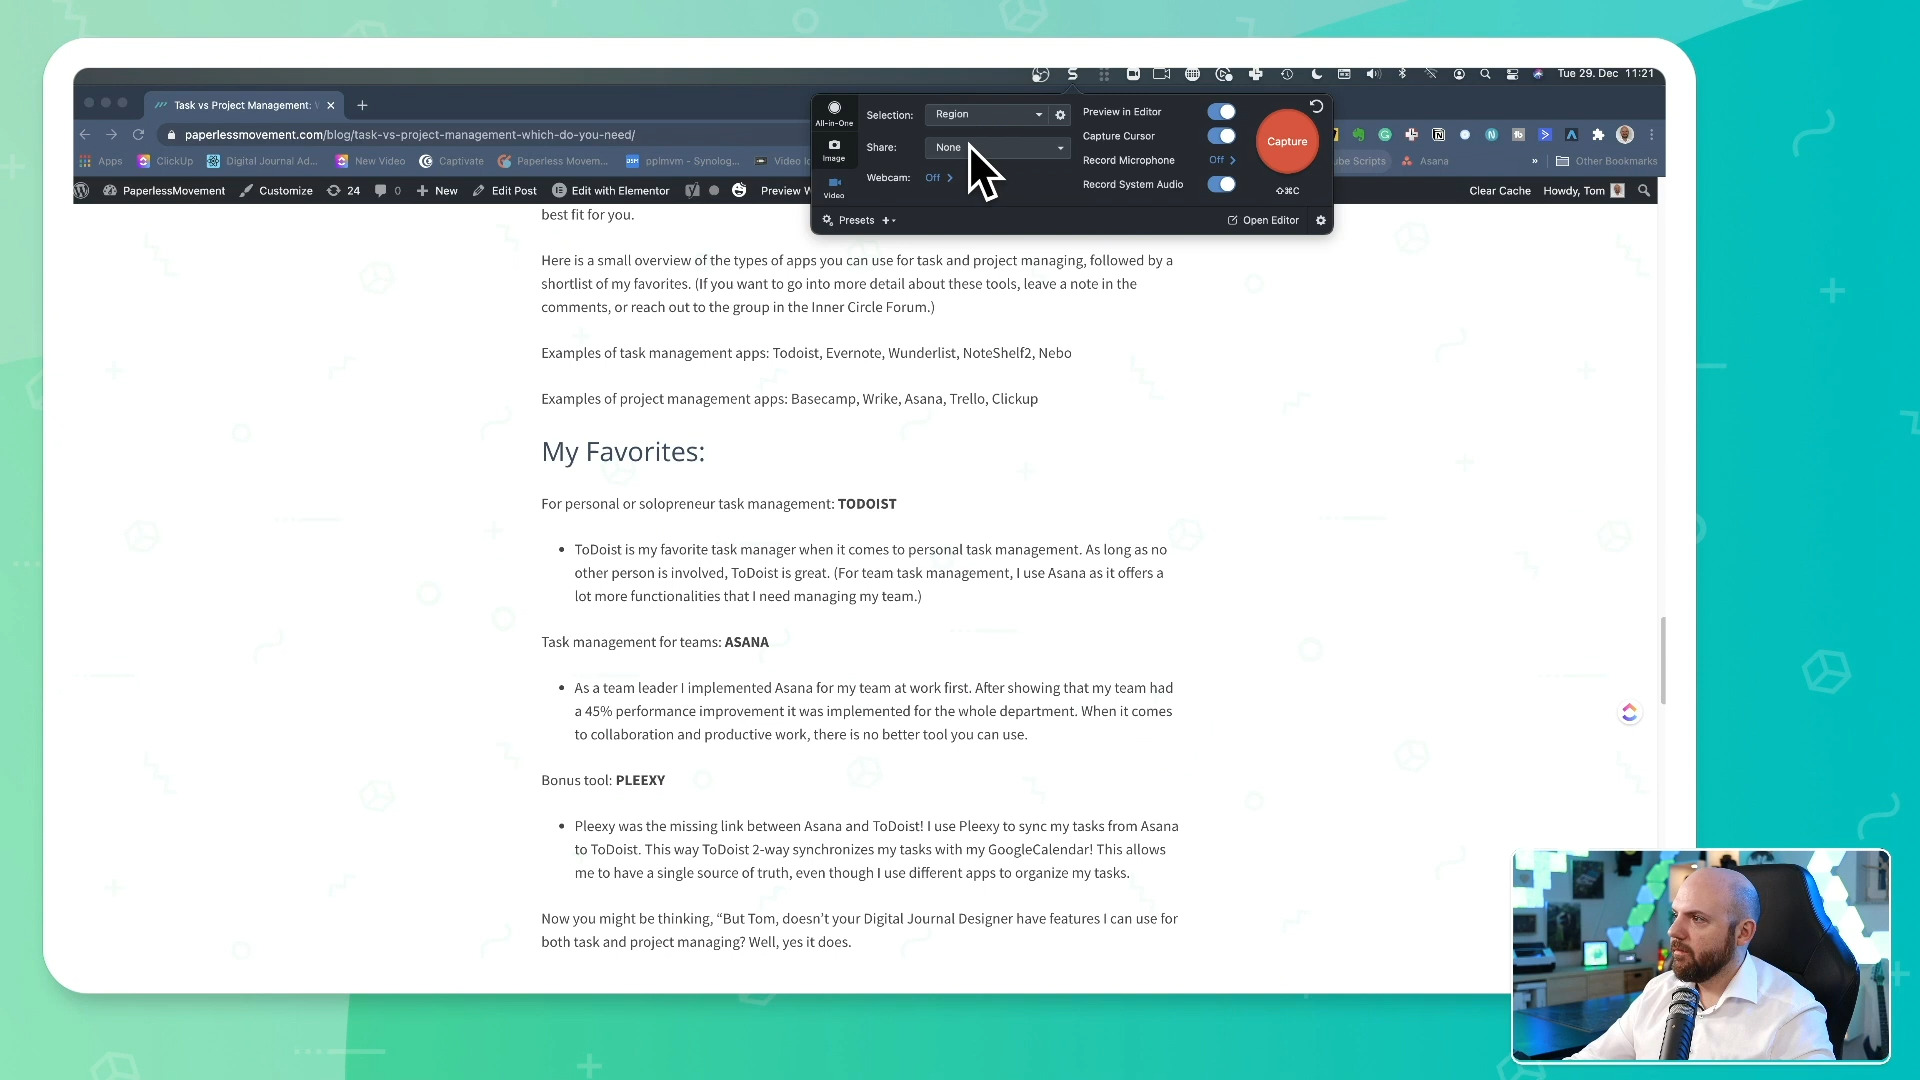 Tue 29. Dec 11:21
Task vs Project Management:
paperlessmovement.com/blog/task-vs-project-management-which-do-you-need/
Apps ClickUp Digital Journal Ad... New Video Captivate Paperless Movem... pplmvm - Synolog...
Asana » Other Bookmarks
PaperlessMovement Customize 24 0 New Edit Post Edit with Elementor
Clear Cache Howdy, Tom
All-in-One
Image
Video
Selection: Region
Share: None
Webcam: Off
Preview in Editor
Capture Cursor
Record Microphone Off
Record System Audio
Capture
⇧⌘C
Presets
Open Editor
best fit for you.
Here is a small overview of the types of apps you can use for task and project managing, followed by a
shortlist of my favorites. (If you want to go into more detail about these tools, leave a note in the
comments, or reach out to the group in the Inner Circle Forum.)
Examples of task management apps: Todoist, Evernote, Wunderlist, NoteShelf2, Nebo
Examples of project management apps: Basecamp, Wrike, Asana, Trello, Clickup
My Favorites:
For personal or solopreneur task management: TODOIST
• ToDoist is my favorite task manager when it comes to personal task management. As long as no
other person is involved, ToDoist is great. (For team task management, I use Asana as it offers a
lot more functionalities that I need managing my team.)
Task management for teams: ASANA
• As a team leader I implemented Asana for my team at work first. After showing that my team had
a 45% performance improvement it was implemented for the whole department. When it comes
to collaboration and productive work, there is no better tool you can use.
Bonus tool: PLEEXY
• Pleexy was the missing link between Asana and ToDoist! I use Pleexy to sync my tasks from Asana
to ToDoist. This way ToDoist 2-way synchronizes my tasks with my GoogleCalendar! This allows
me to have a single source of truth, even though I use different apps to organize my tasks.
Now you might be thinking, “But Tom, doesn’t your Digital Journal Designer have features I can use for
both task and project managing? Well, yes it does.